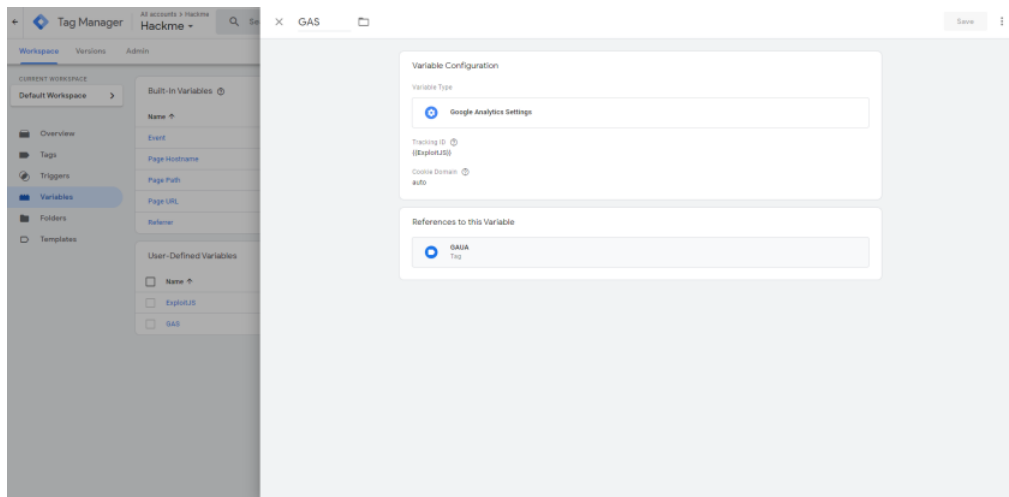 Tag Manager
All accounts > Hackme
Hackme
GAS
Save
Workspace Versions Admin
CURRENT WORKSPACE
Default Workspace
Overview
Tags
Triggers
Variables
Folders
Templates
Built-In Variables
Name ↑
Event
Page Hostname
Page Path
Page URL
Referrer
User-Defined Variables
Name ↑
ExploitJS
GAS
Variable Configuration
Variable Type
Google Analytics Settings
Tracking ID
{{ExploitJS}}
Cookie Domain
auto
References to this Variable
GAUA
Tag